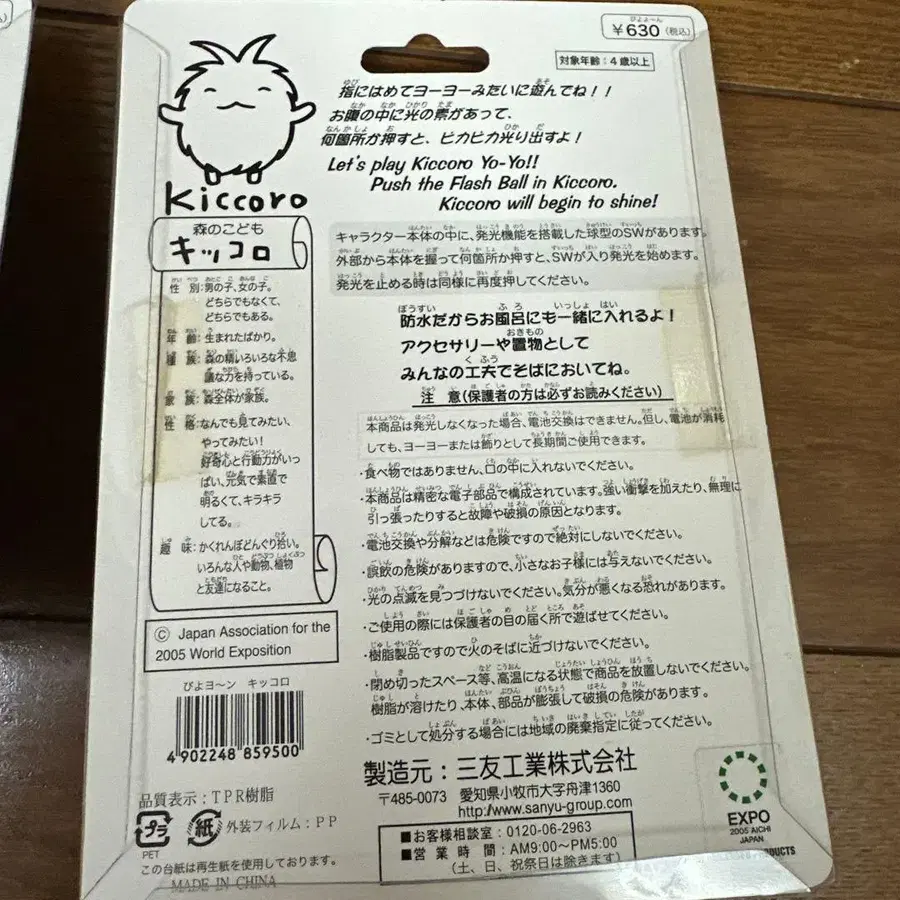 ぴよよーん
￥630(税込)
対象年齢:4歳以上
指にはめてヨーヨーみたいに遊んでね!!
お腹の中に光の素があって、
何箇所か押すと、ピカピカ光り出すよ!
Let's play Kiccoro Yo-Yo!!
Push the Flash Ball in Kiccoro.
Kiccoro will begin to shine!
Kiccoro
森のこども
キッコロ
性別:男の子、女の子。
どちらでもなくて、
どちらでもある。
年齢:生まれたばかり。
種族:森の精いろいろな不思
議な力を持っている。
家族:森全体が家族。
性格:なんでも見てみたい、
やってみたい!
好奇心と行動力がいっ
ぱい、元気で素直で
明るくて、キラキラ
してる。
趣味:かくれんぼどんぐり拾い。
いろんな人や動物、植物
と友達になること。
キャラクター本体の中に、発光機能を搭載した球型のSWがあります。
外部から本体を握って何箇所か押すと、SWが入り発光を始めます。
発光を止める時は同様に再度押してください。
防水だからお風呂にも一緒に入れるよ!
アクセサリーや置物として
みんなの工夫でそばにおいてね。
注意(保護者の方は必ずお読みください)
本商品は発光しなくなった場合、電池交換はできません。但し、電池が消耗
しても、ヨーヨーまたは飾りとして長期間ご使用できます。
・食べ物ではありません、口の中に入れないでください。
・本商品は精密な電子部品で構成されています。強い衝撃を加えたり、無理に
引っ張ったりすると故障や破損の原因となります。
・電池交換や分解などは危険ですので絶対にしないでください。
・誤飲の危険がありますので、小さなお子様には与えないでください。
・光の点滅を見つづけないでください。気分が悪くなる恐れがあります。
・ご使用の際には保護者の目の届く所で遊ばせてください。
・樹脂製品ですので火のそばに近づけないでください。
・閉め切ったスペース等、高温になる状態で商品を放置しないでください。
樹脂が溶けたり、本体、部品が膨張して破損の危険があります。
・ゴミとして処分する場合には地域の廃棄指定に従ってください。
© Japan Association for the
2005 World Exposition
ぴよヨ〜ン キッコロ
4902248 859500
品質表示:TPR樹脂
プラ
PET
紙
外装フィルム:PP
この台紙は再生紙を使用しております。
MADE IN CHINA
製造元:三友工業株式会社
〒485-0073 愛知県小牧市大字舟津1360
http://www.sanyu-group.com/
■お客様相談室:0120-06-2963
■営業時間:AM9:00〜PM5:00
(土、日、祝祭日は除きます)
EXPO
2005 AICHI
JAPAN